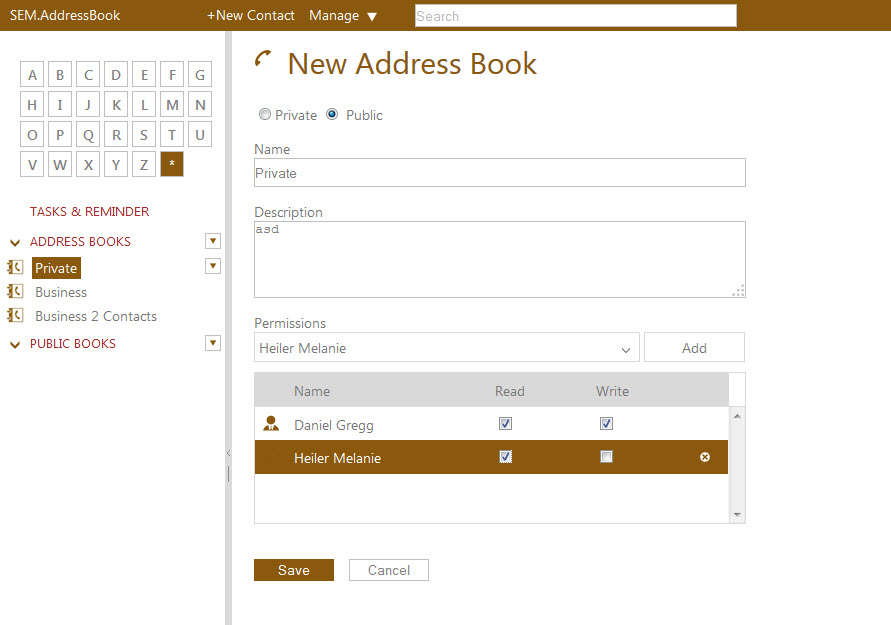 SEM.AddressBook +New Contact Manage ▼ Search
A B C D E F G
H I J K L M N
O P Q R S T U
V W X Y Z *
TASKS & REMINDER
ADDRESS BOOKS
Private
Business
Business 2 Contacts
PUBLIC BOOKS
New Address Book
Private Public
Name
Private
Description
asd
Permissions
Heiler Melanie Add
Name Read Write
Daniel Gregg
Heiler Melanie
Save Cancel